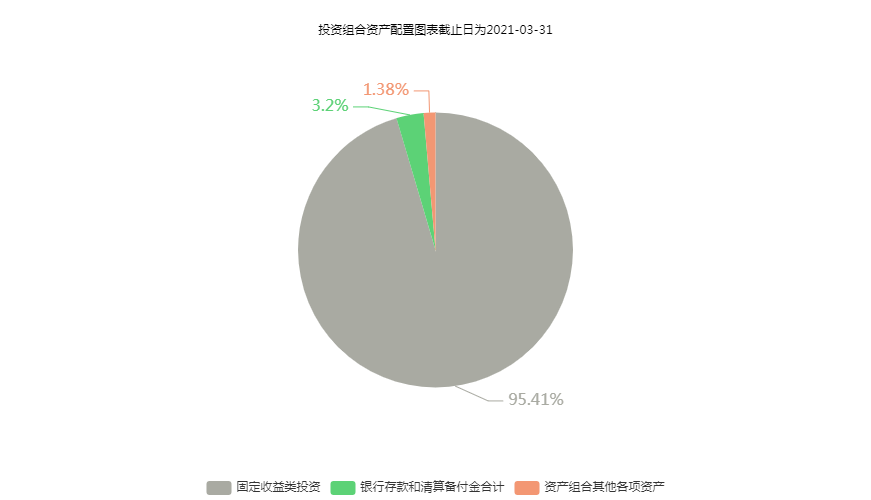 投资组合资产配置图表截止日为2021-03-31
1.38%
3.2%
95.41%
固定收益类投资 银行存款和清算备付金合计 资产组合其他各项资产